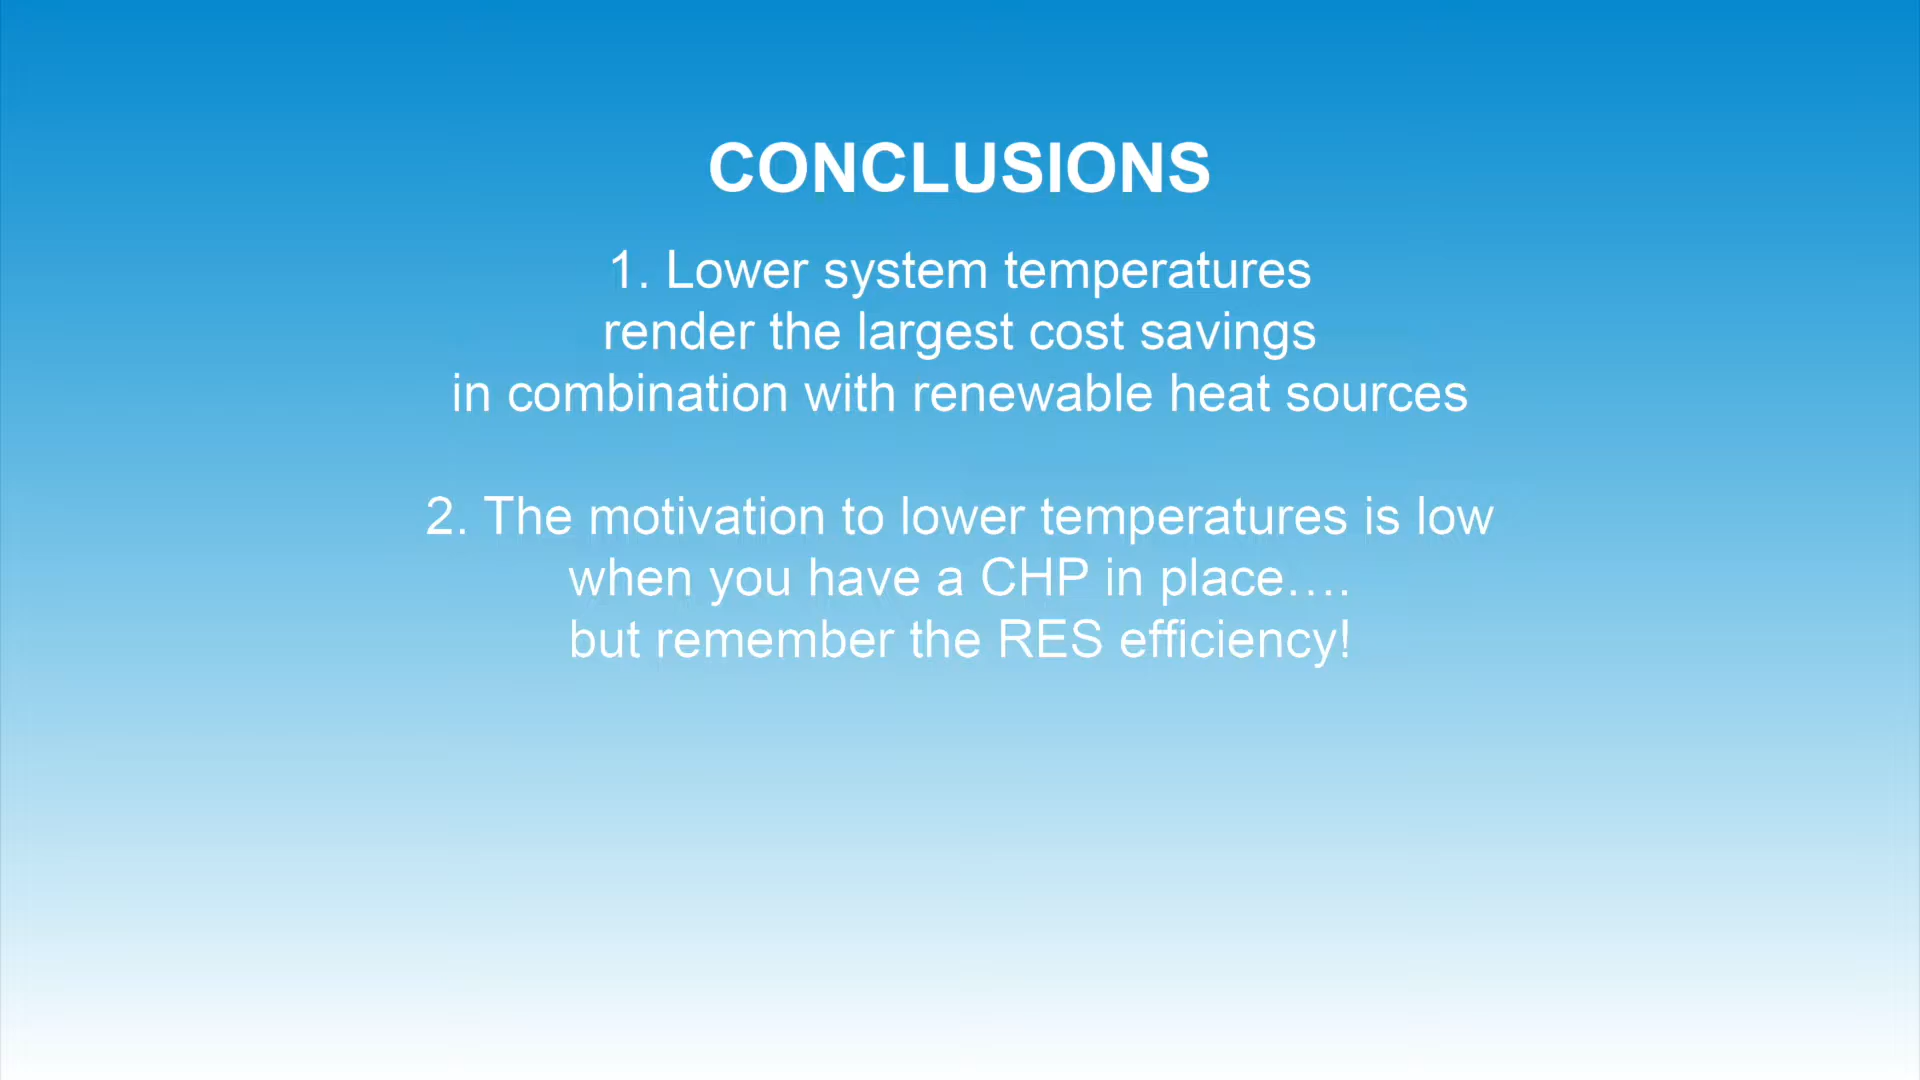 CONCLUSIONS
1. Lower system temperatures
render the largest cost savings
in combination with renewable heat sources
2. The motivation to lower temperatures is low
when you have a CHP in place….
but remember the RES efficiency!